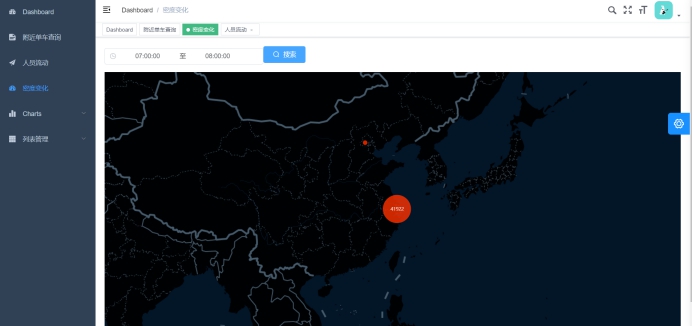 Dashboard
附近单车查询
人员流动
密度变化
Charts
列表管理
Dashboard / 密度变化
Dashboard 附近单车查询 密度变化 人员流动 ×
07:00:00 至 08:00:00 搜索
41922